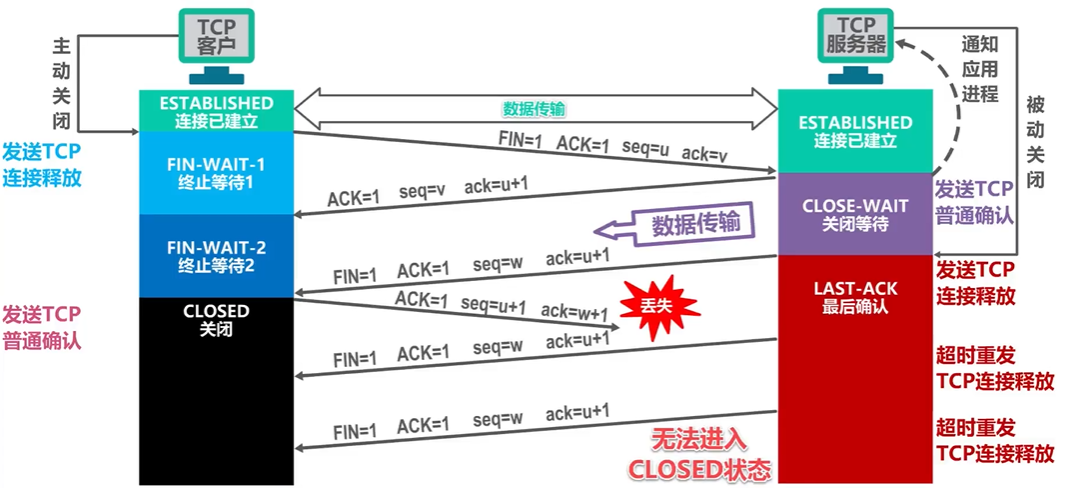 TCP
客户
TCP
服务器
主动关闭
通知
应用
进程
被动关闭
ESTABLISHED
连接已建立
数据传输
ESTABLISHED
连接已建立
发送TCP
连接释放
FIN-WAIT-1
终止等待1
FIN=1 ACK=1 seq=u ack=v
ACK=1 seq=v ack=u+1
CLOSE-WAIT
关闭等待
发送TCP
普通确认
数据传输
FIN-WAIT-2
终止等待2
FIN=1 ACK=1 seq=w ack=u+1
LAST-ACK
最后确认
发送TCP
连接释放
CLOSED
关闭
发送TCP
普通确认
ACK=1 seq=u+1 ack=w+1
丢失
FIN=1 ACK=1 seq=w ack=u+1
超时重发
TCP连接释放
FIN=1 ACK=1 seq=w ack=u+1
超时重发
TCP连接释放
无法进入
CLOSED状态